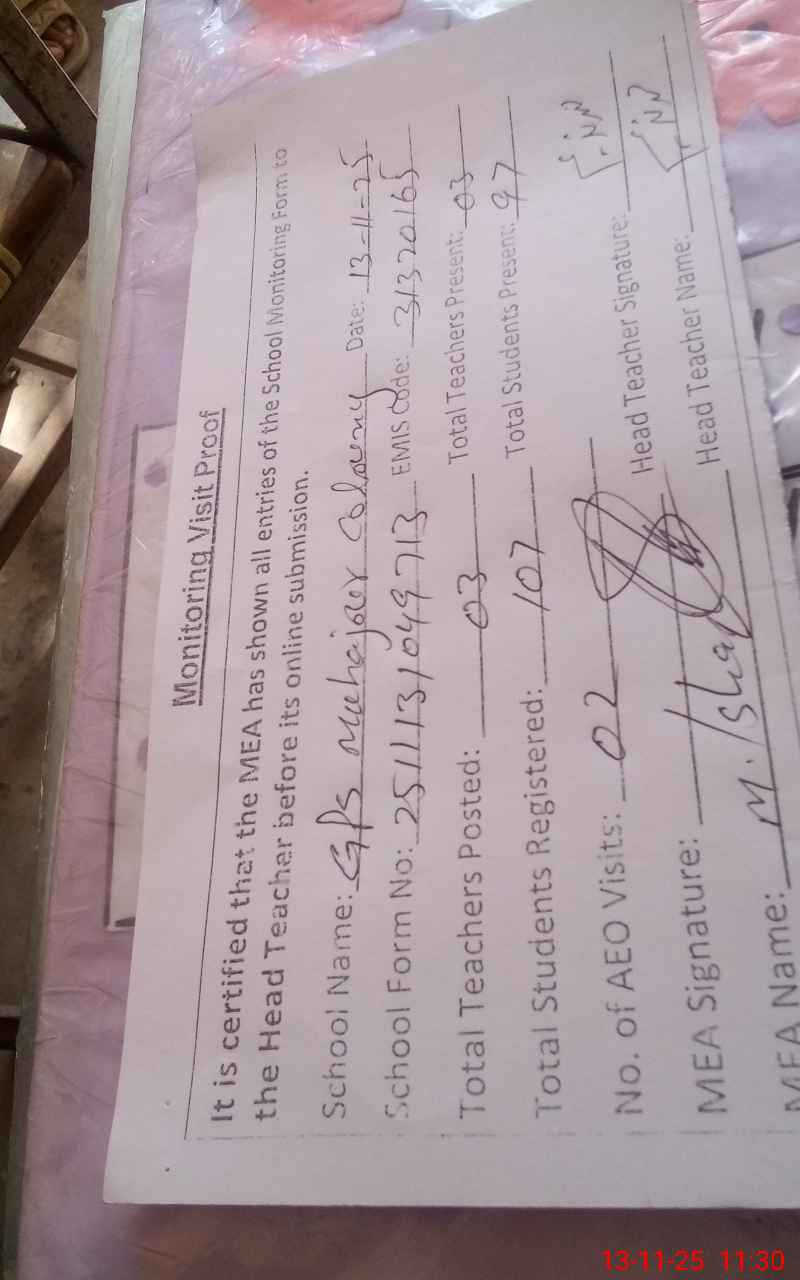 Monitoring Visit Proof
It is certified that the MEA has shown all entries of the School Monitoring Form to
the Head Teacher before its online submission.
School Name: GPS Muhajar Colony Date: 13-11-25
School Form No: 2511131049713 EMIS Code: 31320165
Total Teachers Posted: 03 Total Teachers Present: 03
Total Students Registered: 107 Total Students Present: 97
No. of AEO Visits: 02 Head Teacher Signature:
MEA Signature: Head Teacher Name:
MEA Name: M. Ishaq
13-11-25 11:30